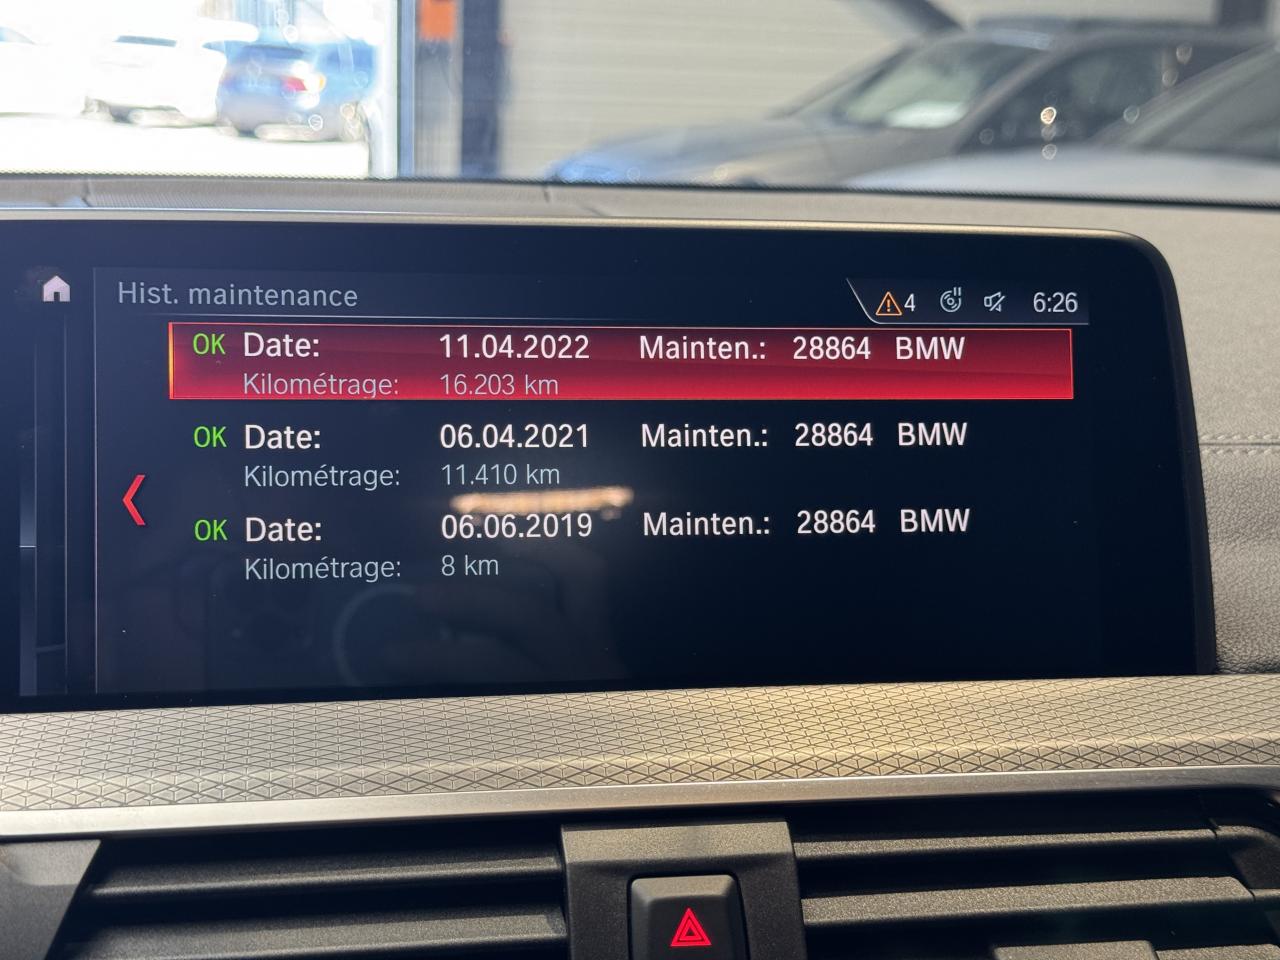 Hist. maintenance
4 6:26
OK Date: 11.04.2022 Mainten.: 28864 BMW
Kilométrage: 16.203 km
OK Date: 06.04.2021 Mainten.: 28864 BMW
Kilométrage: 11.410 km
OK Date: 06.06.2019 Mainten.: 28864 BMW
Kilométrage: 8 km